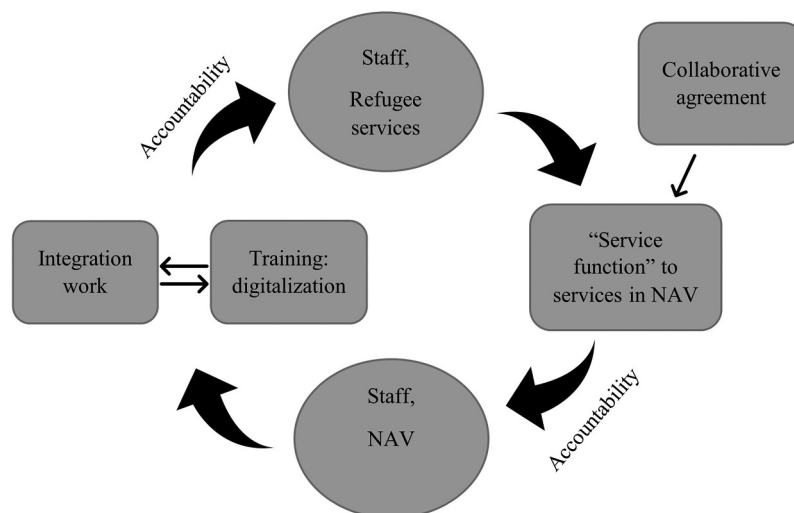 Staff,
Refugee
services
Collaborative
agreement
Accountability
Integration
work
Training:
digitalization
“Service
function” to
services in NAV
Staff,
NAV
Accountability